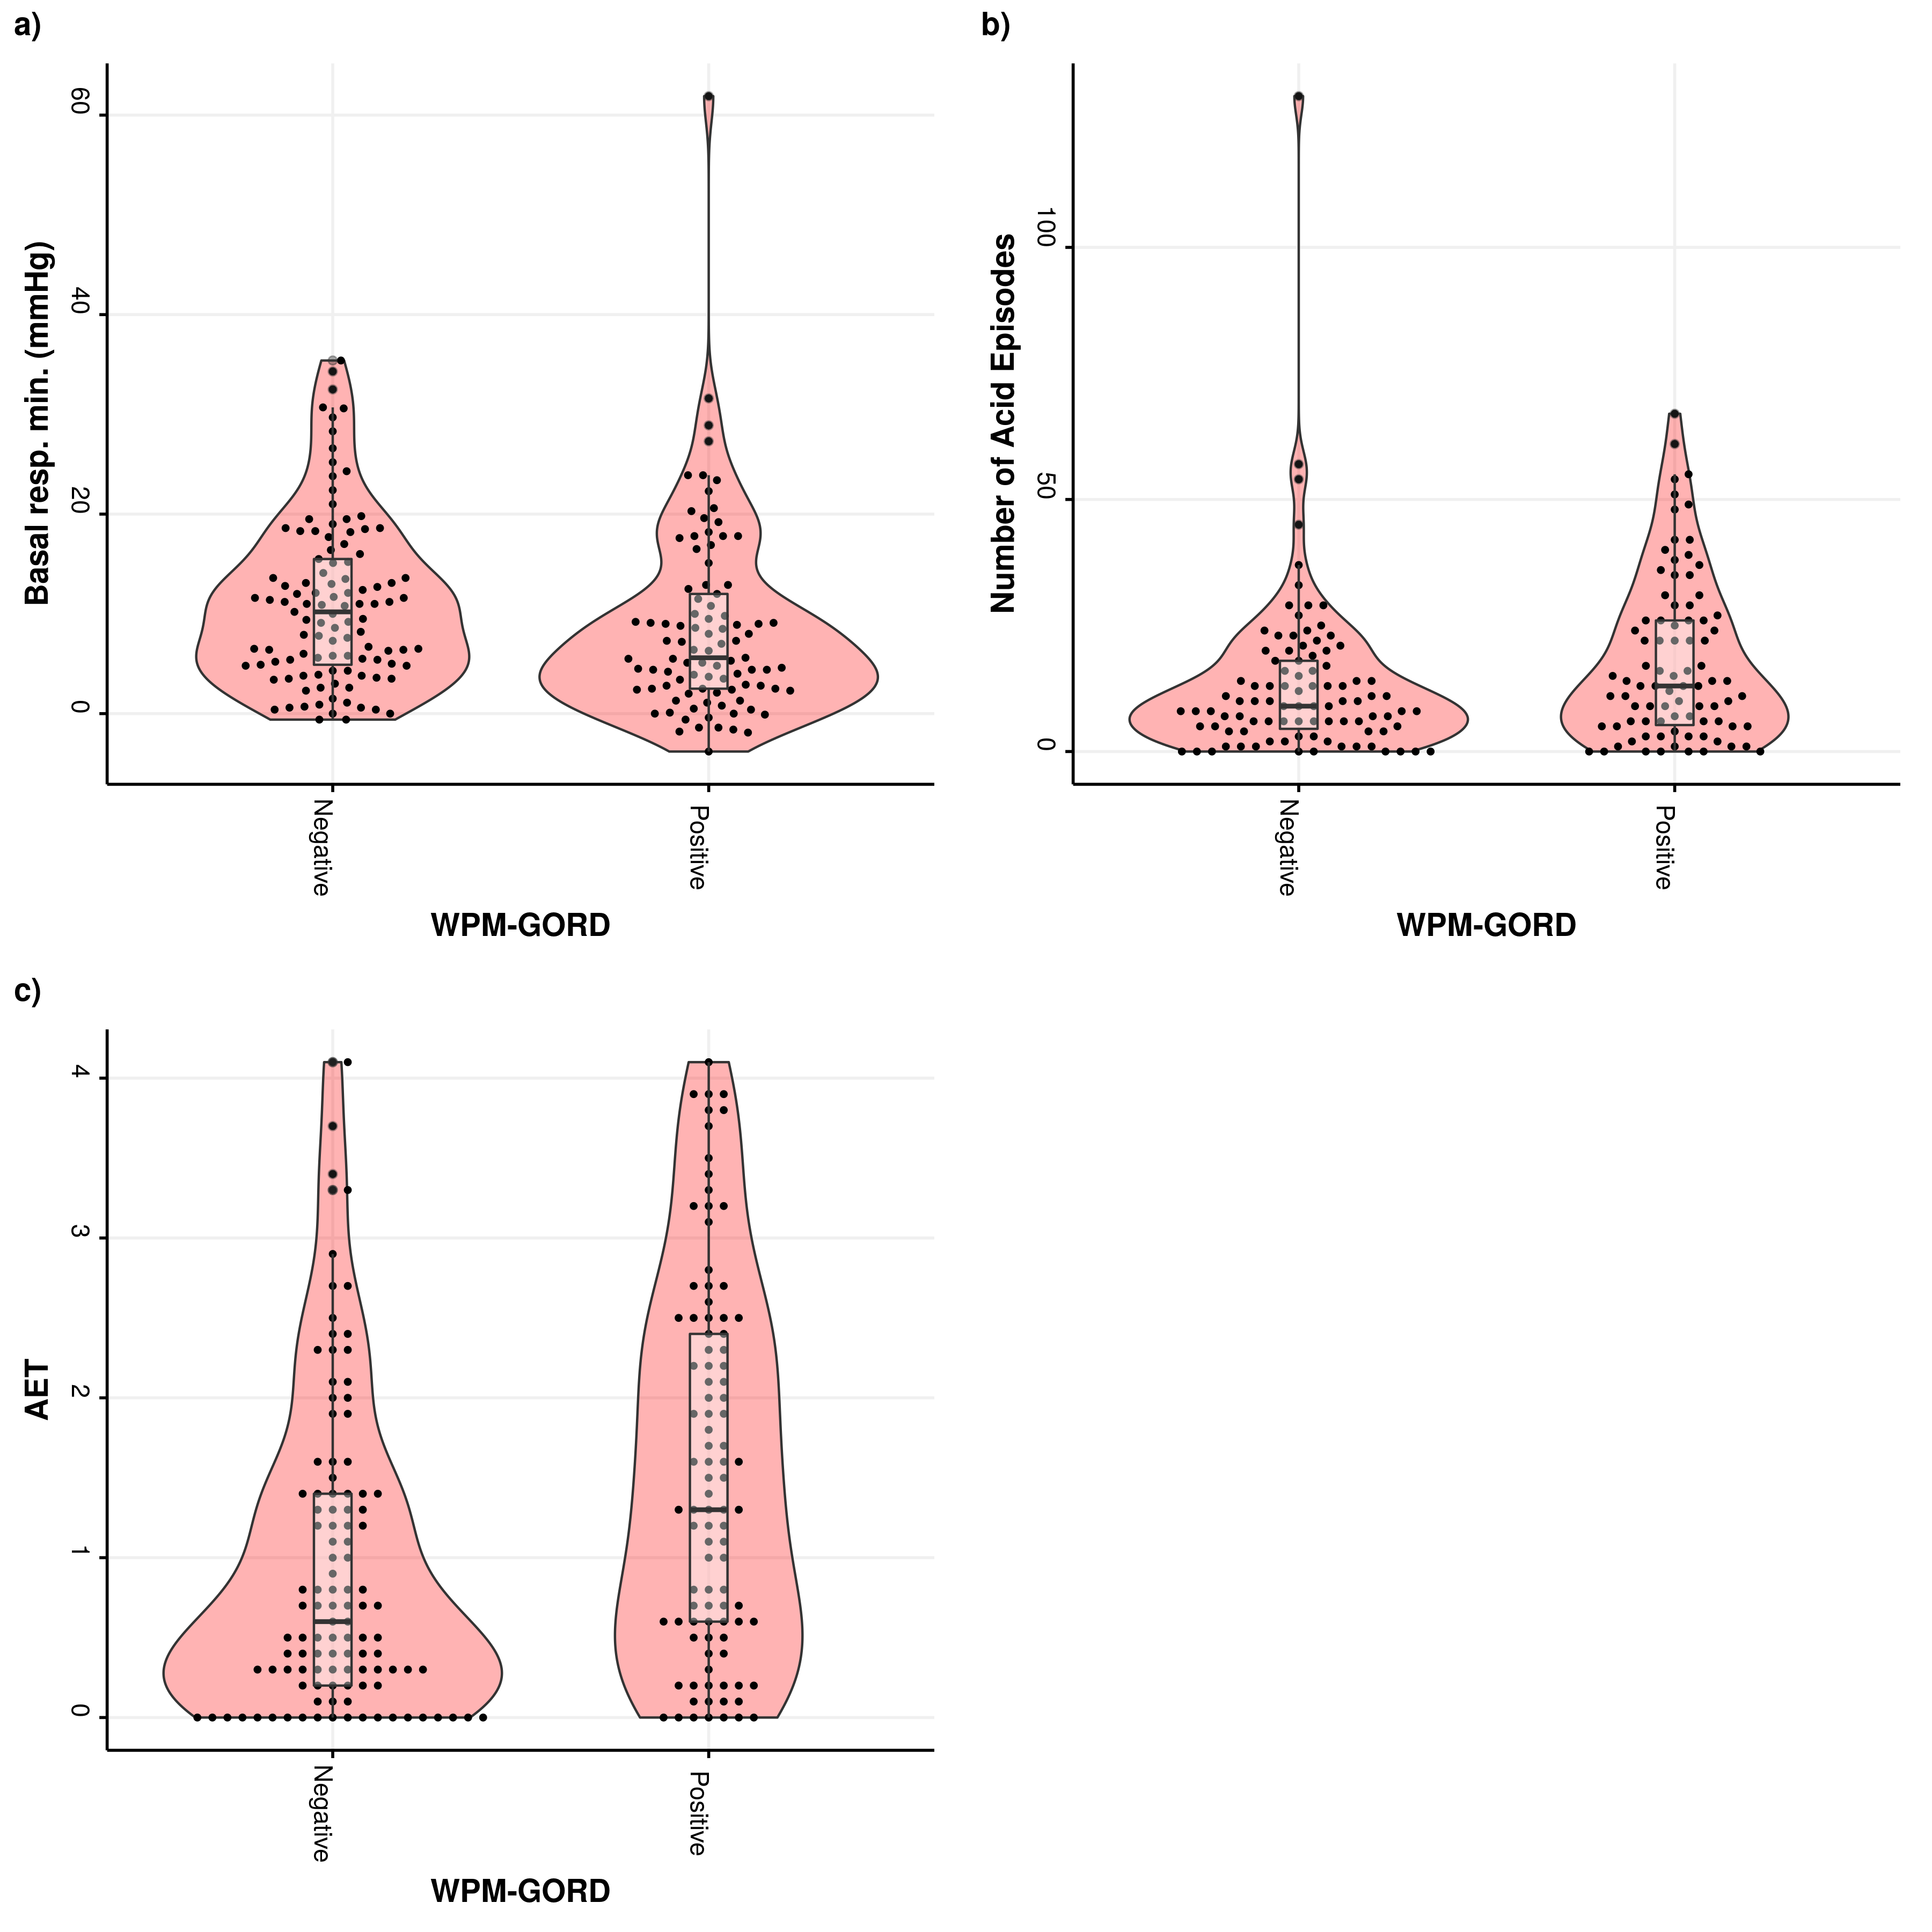 a)
Basal resp. min. (mmHg)
60
40
20
0
Negative
Positive
WPM-GORD
b)
Number of Acid Episodes
100
50
0
Negative
Positive
WPM-GORD
c)
AET
4
3
2
1
0
Negative
Positive
WPM-GORD